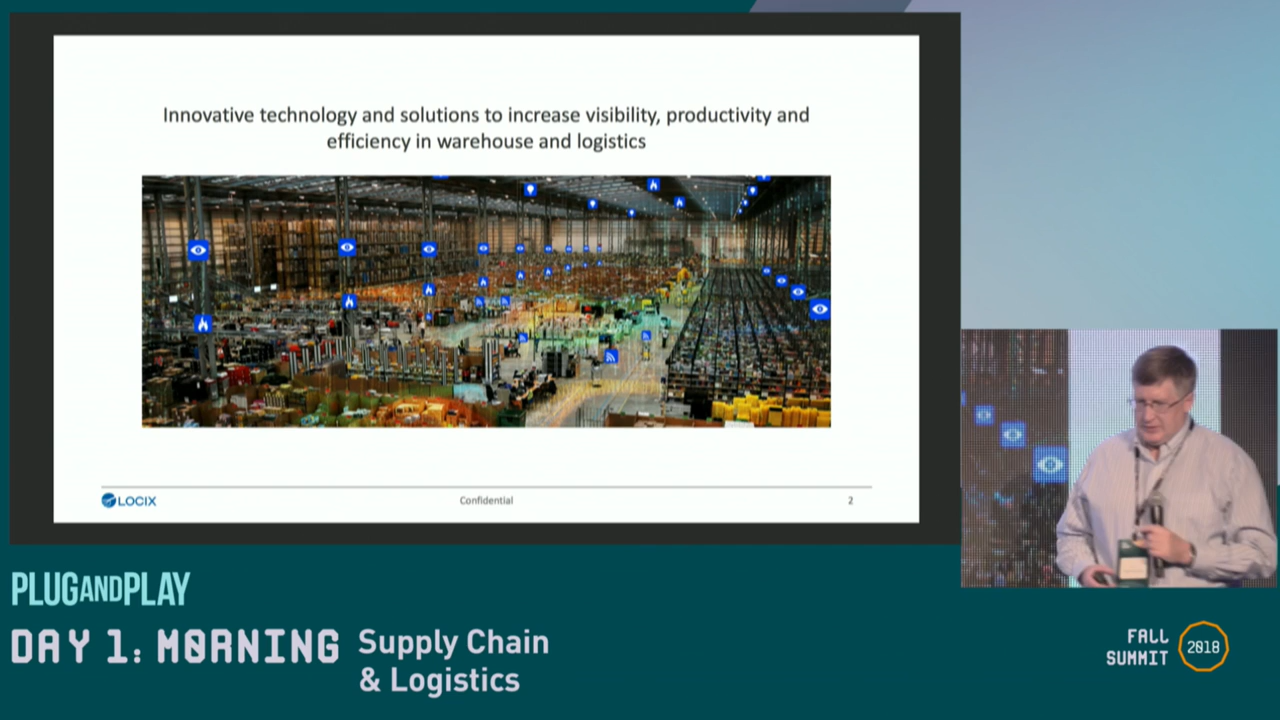 Innovative technology and solutions to increase visibility, productivity and
efficiency in warehouse and logistics
LOCIX
Confidential
2
PLUGANDPLAY
DAY 1: MORNING
Supply Chain
& Logistics
FALL
SUMMIT
2018